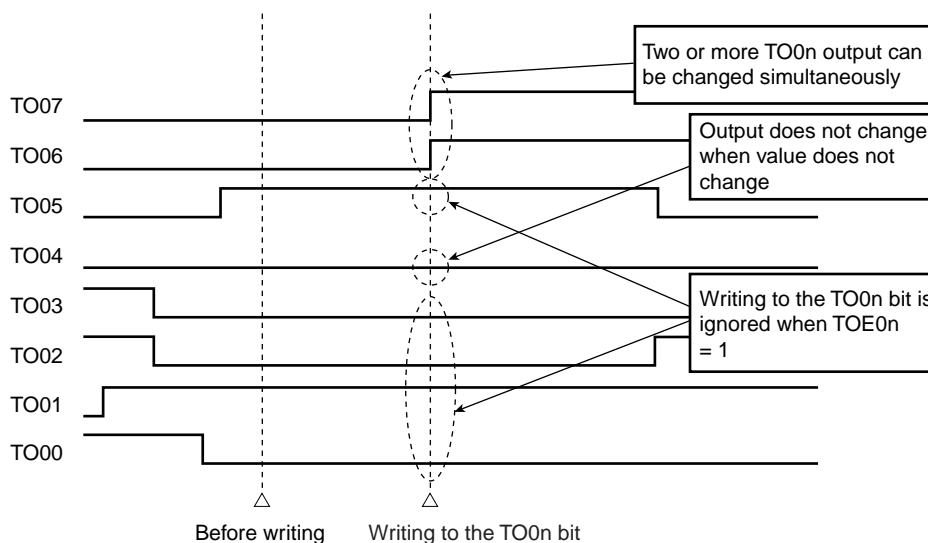 Two or more TO0n output can
be changed simultaneously
TO07
Output does not change
when value does not
change
TO06
TO05
TO04
Writing to the TO0n bit is
ignored when TOE0n
= 1
TO03
TO02
TO01
TO00
Before writing
Writing to the TO0n bit